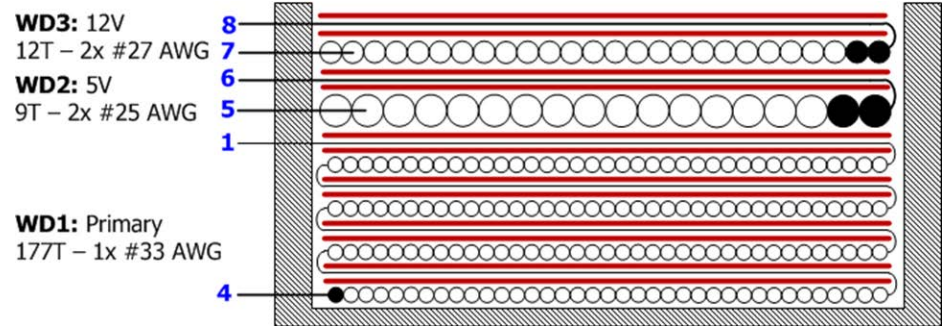 WD3: 12V
8
12T – 2x #27 AWG
7
WD2: 5V
6
9T – 2x #25 AWG
5
1
WD1: Primary
177T – 1x #33 AWG
4